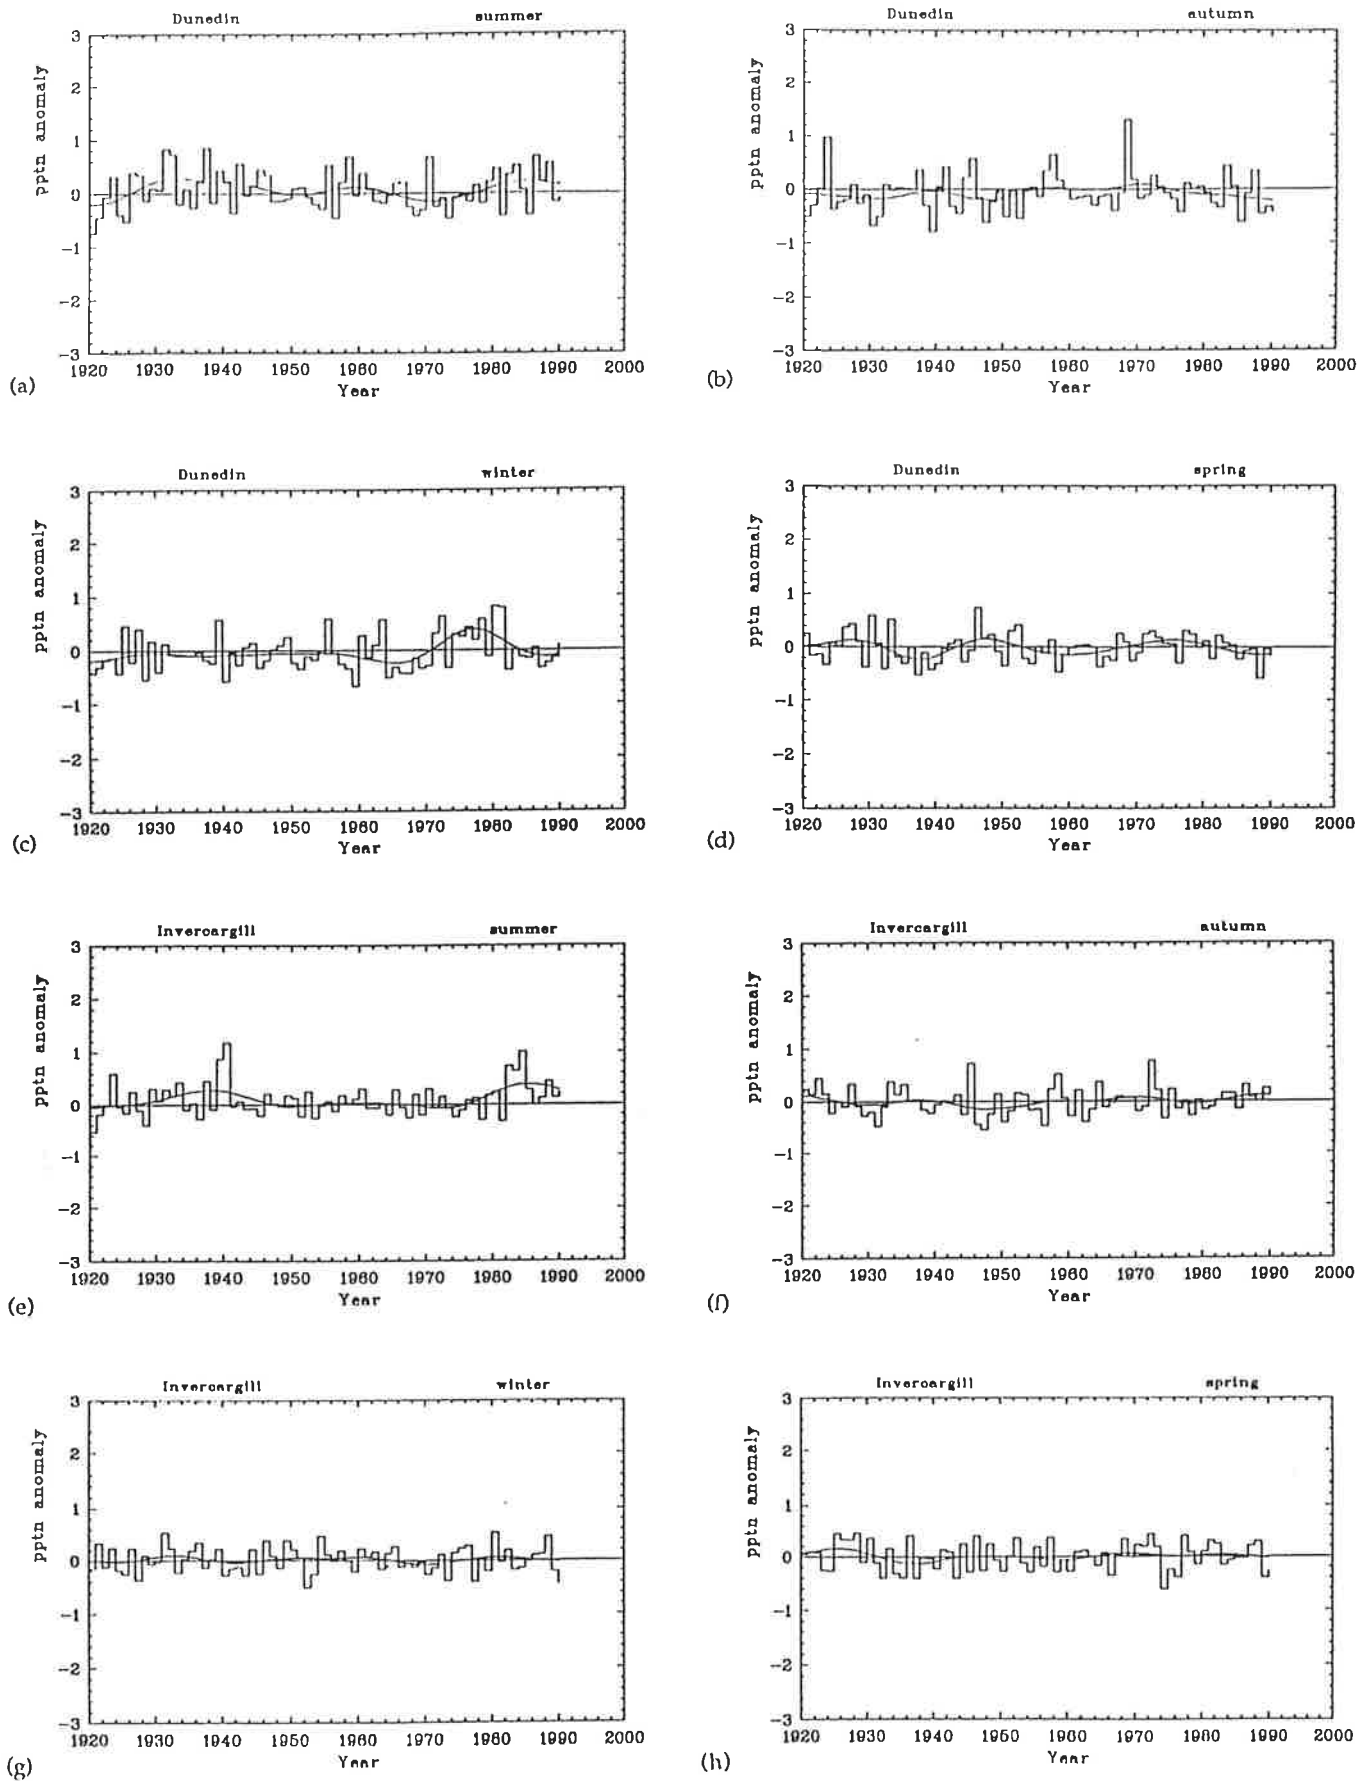 Dunedin summer
3
2
1
0
-1
-2
-3
pptn anomaly
1920 1930 1940 1950 1960 1970 1980 1990 2000
Year
(a)
Dunedin autumn
3
2
1
0
-1
-2
-3
pptn anomaly
1920 1930 1940 1950 1960 1970 1980 1990 2000
Year
(b)
Dunedin winter
3
2
1
0
-1
-2
-3
pptn anomaly
1920 1930 1940 1950 1960 1970 1980 1990 2000
Year
(c)
Dunedin spring
3
2
1
0
-1
-2
-3
pptn anomaly
1920 1930 1940 1950 1960 1970 1980 1990 2000
Year
(d)
Invercargill summer
3
2
1
0
-1
-2
-3
pptn anomaly
1920 1930 1940 1950 1960 1970 1980 1990 2000
Year
(e)
Invercargill autumn
3
2
1
0
-1
-2
-3
pptn anomaly
1920 1930 1940 1950 1960 1970 1980 1990 2000
Year
(f)
Invercargill winter
3
2
1
0
-1
-2
-3
pptn anomaly
1920 1930 1940 1950 1960 1970 1980 1990 2000
Year
(g)
Invercargill spring
3
2
1
0
-1
-2
-3
pptn anomaly
1920 1930 1940 1950 1960 1970 1980 1990 2000
Year
(h)